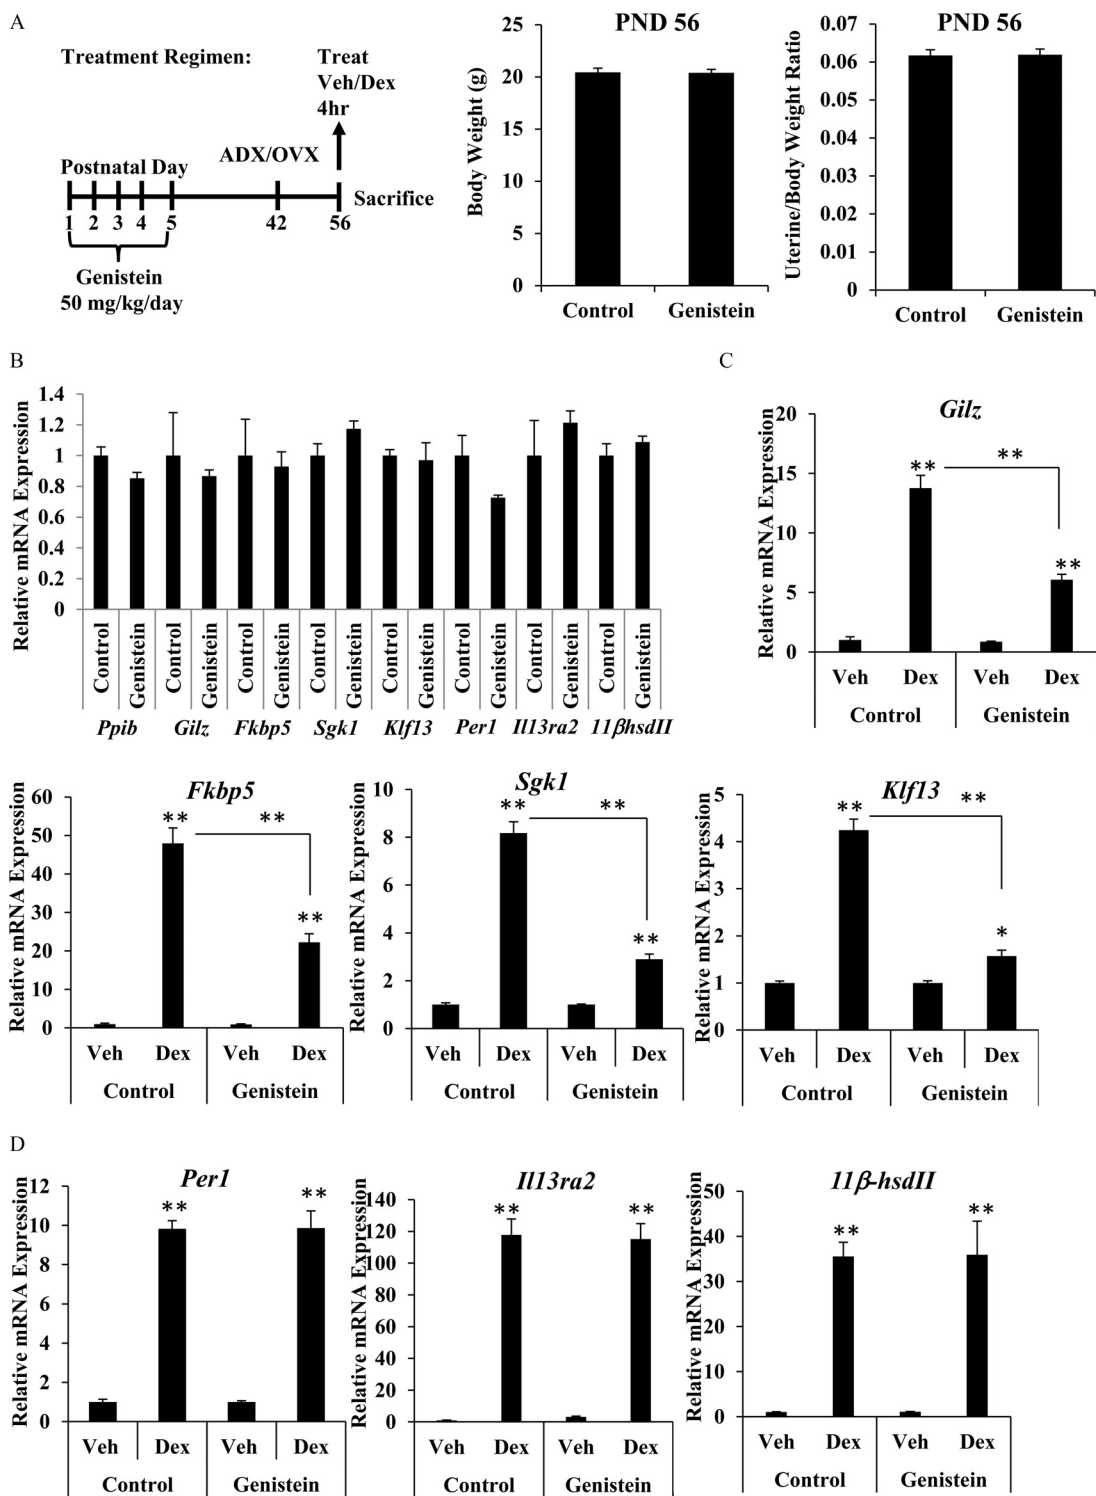 A
Treatment Regimen:
Treat
Veh/Dex
4hr
ADX/OVX
Postnatal Day
Sacrifice
1 2 3 4 5 42 56
Genistein
50 mg/kg/day
PND 56
Body Weight (g)
25
20
15
10
5
0
Control Genistein
PND 56
Uterine/Body Weight Ratio
0.07
0.06
0.05
0.04
0.03
0.02
0.01
0
Control Genistein
B
Relative mRNA Expression
1.4
1.2
1
0.8
0.6
0.4
0.2
0
Control Genistein Control Genistein Control Genistein Control Genistein Control Genistein Control Genistein Control Genistein Control Genistein
Ppib Gilz Fkbp5 Sgk1 Klf13 Per1 Il13ra2 11βhsdII
C
Gilz
Relative mRNA Expression
20
15
10
5
0
** ** **
Veh Dex Veh Dex
Control Genistein
Fkbp5
Relative mRNA Expression
60
50
40
30
20
10
0
** ** **
Veh Dex Veh Dex
Control Genistein
Sgk1
Relative mRNA Expression
10
8
6
4
2
0
** ** **
Veh Dex Veh Dex
Control Genistein
Klf13
Relative mRNA Expression
5
4
3
2
1
0
** ** *
Veh Dex Veh Dex
Control Genistein
D
Per1
Relative mRNA Expression
12
10
8
6
4
2
0
** **
Veh Dex Veh Dex
Control Genistein
Il13ra2
Relative mRNA Expression
140
120
100
80
60
40
20
0
** **
Veh Dex Veh Dex
Control Genistein
11β-hsdII
Relative mRNA Expression
50
40
30
20
10
0
** **
Veh Dex Veh Dex
Control Genistein